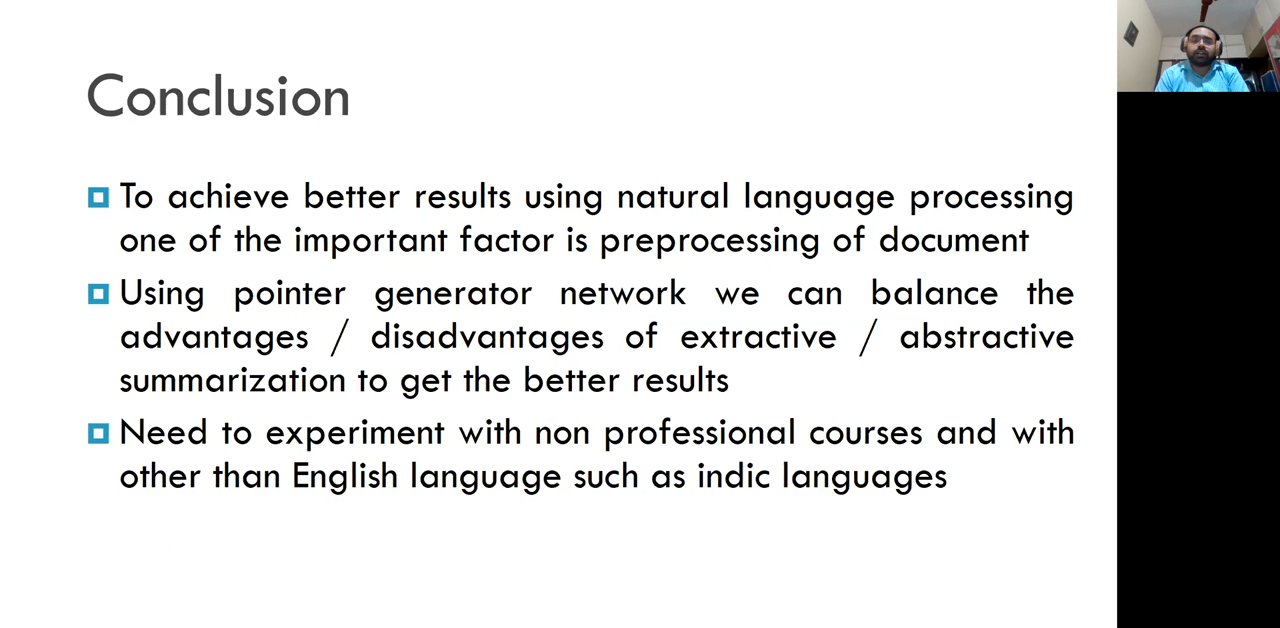 Conclusion
To achieve better results using natural language processing
one of the important factor is preprocessing of document
Using pointer generator network we can balance the
advantages / disadvantages of extractive / abstractive
summarization to get the better results
Need to experiment with non professional courses and with
other than English language such as indic languages